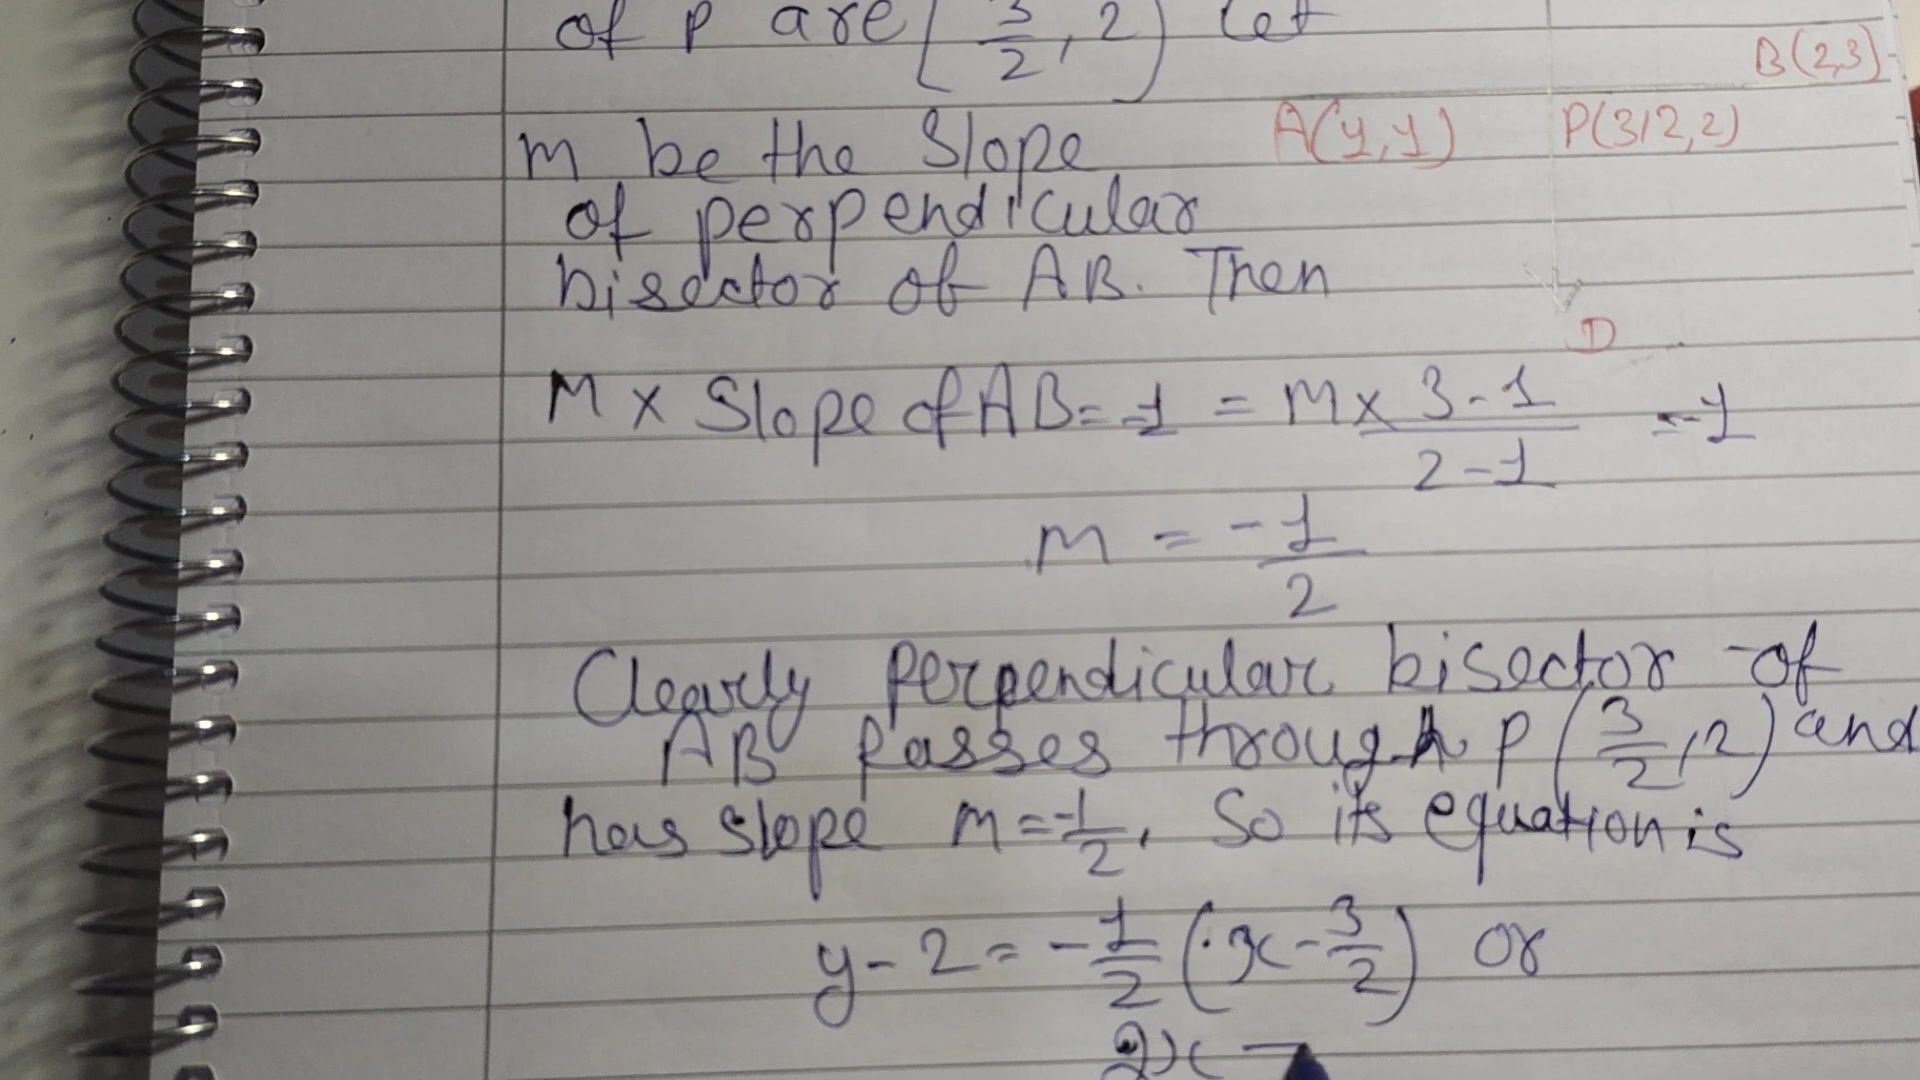 of P are (3/2, 2) Let
B(2,3)
m be the Slope
A(1,1) P(3/2,2)
of perpendicular
bisector of AB. Then
D
M x Slope of AB = -1 = M x 3-1/2-1 = -1
m = -1/2
Clearly Perpendicular bisector of
AB Passes through P (3/2, 2) and
has slope m = -1/2, So its equation is
y - 2 = -1/2 (x - 3/2) or
2x -